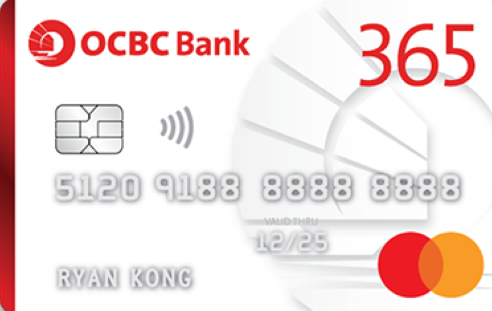 OCBC Bank
365
5120 9188 8888 8888
VALID THRU
12/25
RYAN KONG